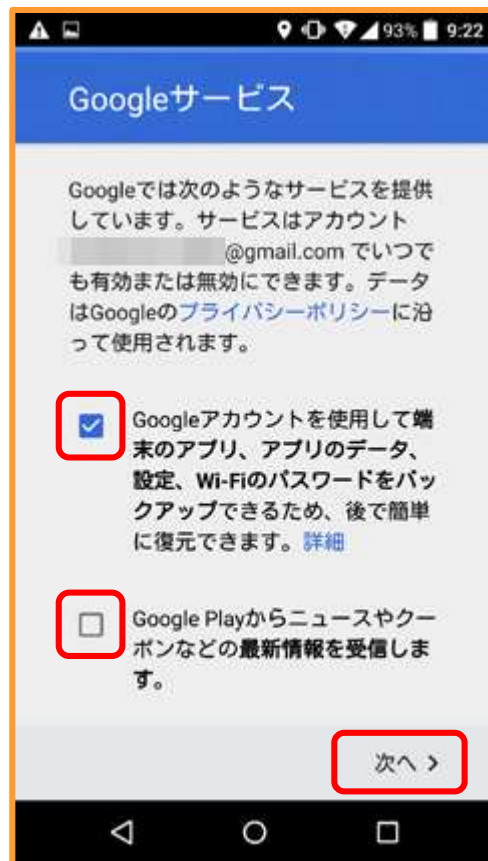 93% 9:22
Googleサービス
Googleでは次のようなサービスを提供
しています。サービスはアカウント
@gmail.com でいつで
も有効または無効にできます。データ
はGoogleのプライバシーポリシーに沿
って使用されます。
Googleアカウントを使用して端
末のアプリ、アプリのデータ、
設定、Wi-Fiのパスワードをバッ
クアップできるため、後で簡単
に復元できます。詳細
Google Playからニュースやクー
ポンなどの最新情報を受信しま
す。
次へ